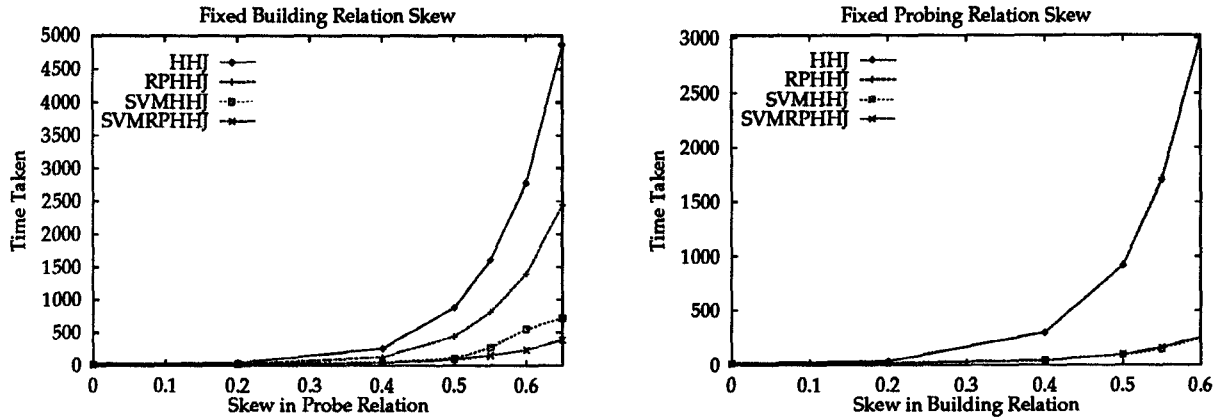 Fixed Building Relation Skew
5000
4500
4000
3500
3000
2500
2000
1500
1000
500
0
Time Taken
HHJ
RPHHJ
SVMHHJ
SVMRPHHJ
0 0.1 0.2 0.3 0.4 0.5 0.6
Skew in Probe Relation
Fixed Probing Relation Skew
3000
2500
2000
1500
1000
500
0
Time Taken
HHJ
RPHHJ
SVMHHJ
SVMRPHHJ
0 0.1 0.2 0.3 0.4 0.5 0.6
Skew in Building Relation